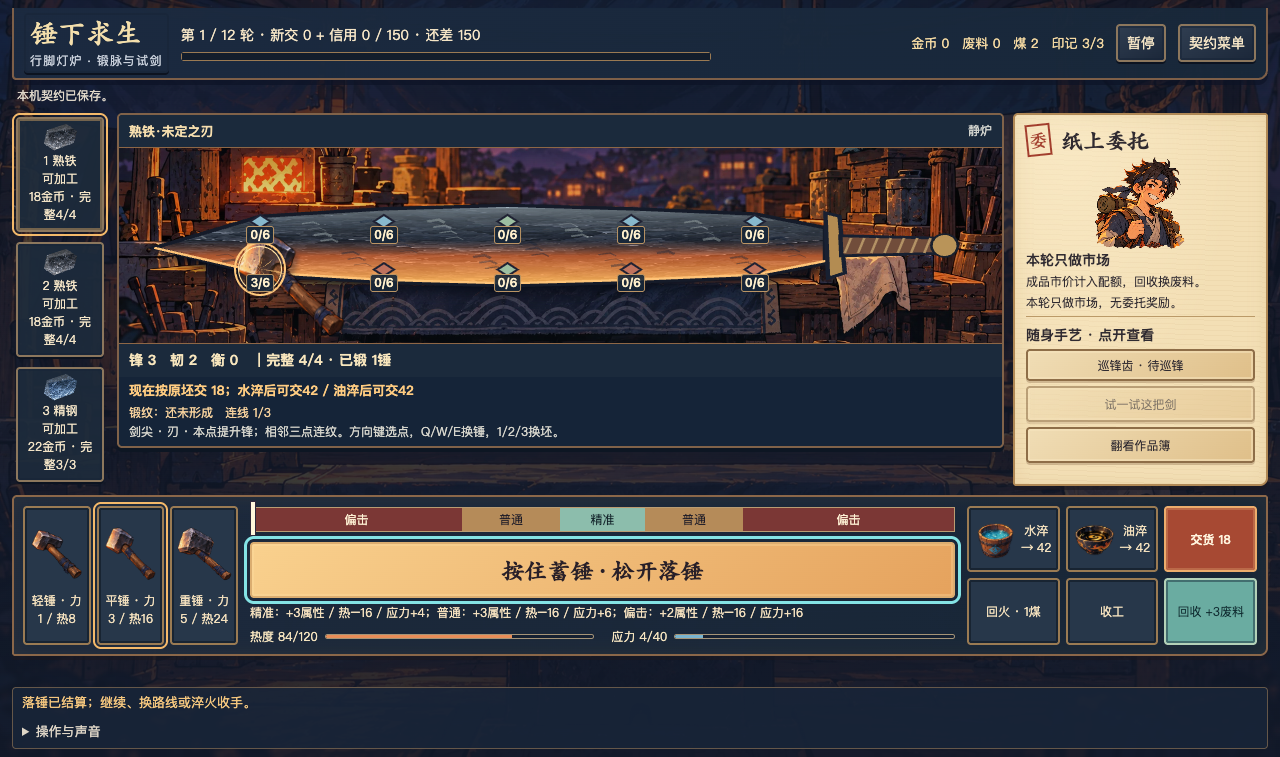 锤下求生
行脚灯炉 · 锻脉与试剑
第 1 / 12 轮 · 新交 0 + 信用 0 / 150 · 还差 150
金币 0 废料 0 煤 2 印记 3/3
暂停
契约菜单
本机契约已保存。
1 熟铁
可加工
18金币 · 完
整4/4
2 熟铁
可加工
18金币 · 完
整4/4
3 精钢
可加工
22金币 · 完
整3/3
熟铁·未定之刃
静炉
0/6 0/6 0/6 0/6 0/6
3/6 0/6 0/6 0/6 0/6
锋 3 韧 2 衡 0 | 完整 4/4 · 已锻 1锤
现在按原坯交 18；水淬后可交42 / 油淬后可交42
锻纹：还未形成 连线 1/3
剑尖 · 刃 · 本点提升锋；相邻三点连纹。方向键选点，Q/W/E换锤，1/2/3换坯。
委
纸上委托
本轮只做市场
成品市价计入配额，回收换废料。
本轮只做市场，无委托奖励。
随身手艺 · 点开查看
巡锋齿 · 待巡锋
试一试这把剑
翻看作品簿
轻锤 · 力
1 / 热8
平锤 · 力
3 / 热16
重锤 · 力
5 / 热24
偏击 普通 精准 普通 偏击
按住蓄锤 · 松开落锤
精准：+3属性 / 热−16 / 应力+4；普通：+3属性 / 热−16 / 应力+6；偏击：+2属性 / 热−16 / 应力+16
热度 84/120
应力 4/40
水淬
→ 42
油淬
→ 42
交货 18
回火 · 1煤
收工
回收 +3废料
落锤已结算；继续、换路线或淬火收手。
▶ 操作与声音